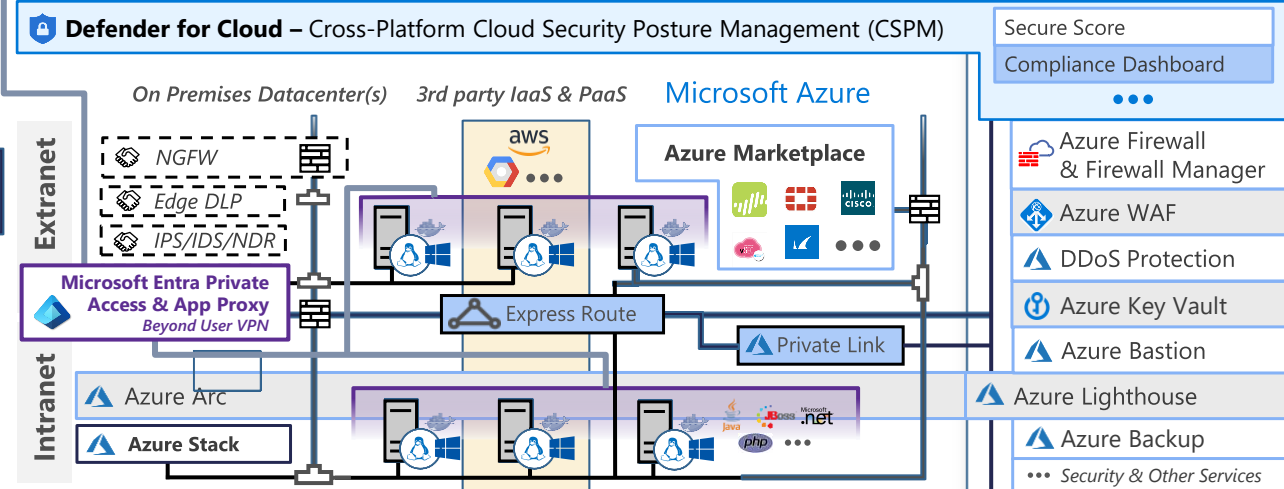 Defender for Cloud – Cross-Platform Cloud Security Posture Management (CSPM)
Secure Score
Compliance Dashboard
On Premises Datacenter(s)
3rd party IaaS & PaaS
Microsoft Azure
Extranet
NGFW
Edge DLP
IPS/IDS/NDR
aws
Azure Marketplace
CISCO
Azure Firewall
& Firewall Manager
Azure WAF
DDoS Protection
Azure Key Vault
Azure Bastion
Microsoft Entra Private
Access & App Proxy
Beyond User VPN
Express Route
Private Link
Intranet
Azure Arc
Azure Lighthouse
Azure Stack
Java
JBoss
Microsoft
.net
php
Azure Backup
Security & Other Services